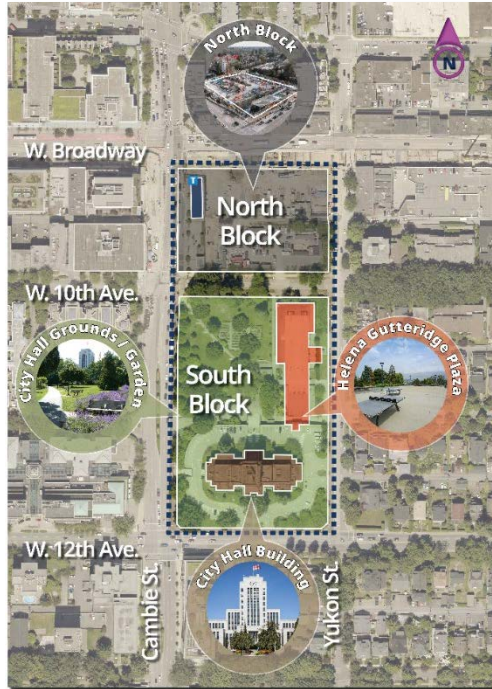 North Block
N
W. Broadway
T
North
Block
W. 10th Ave.
City Hall Grounds / Garden
South
Block
Helena Gutteridge Plaza
W. 12th Ave.
City Hall Building
Cambie St.
Yukon St.